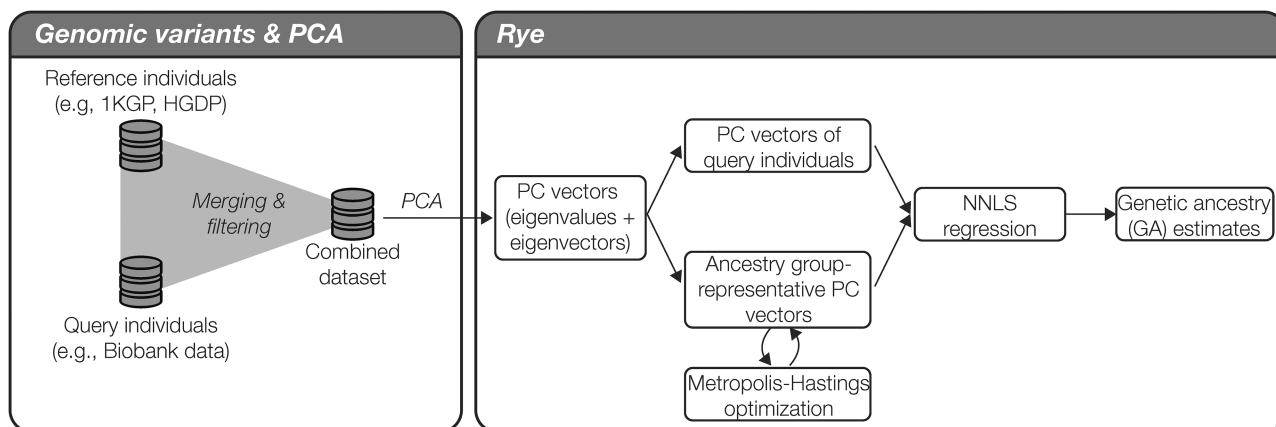 Genomic variants & PCA
Reference individuals
(e.g, 1KGP, HGDP)
Merging &
filtering
Combined
dataset
Query individuals
(e.g., Biobank data)
PCA
Rye
PC vectors
(eigenvalues +
eigenvectors)
PC vectors of
query individuals
Ancestry group-
representative PC
vectors
Metropolis-Hastings
optimization
NNLS
regression
Genetic ancestry
(GA) estimates